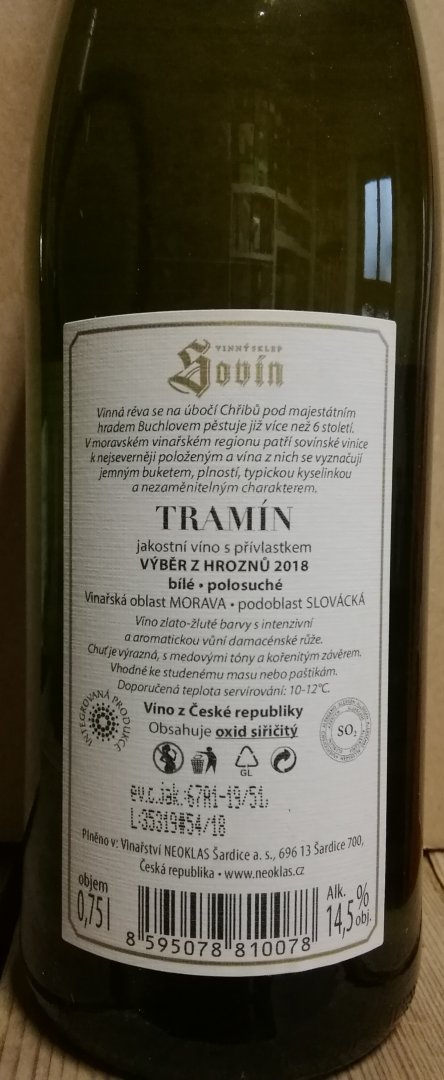 VINNÝ SKLEP
Sovín
Vinná réva se na úbočí Chřibů pod majestátním
hradem Buchlovem pěstuje již více než 6 století.
V moravském vinařském regionu patří sovínské vinice
k nejseverněji položeným a vína z nich se vyznačují
jemným buketem, plností, typickou kyselinkou
a nezaměnitelným charakterem.
TRAMÍN
jakostní víno s přívlastkem
VÝBĚR Z HROZNŮ 2018
bílé • polosuché
Vinařská oblast MORAVA • podoblast SLOVÁCKÁ
Víno zlato-žluté barvy s intenzivní
a aromatickou vůní damacénské růže.
Chuť je výrazná, s medovými tóny a kořenitým závěrem.
Vhodné ke studenému masu nebo paštikám.
Doporučená teplota servírování: 10-12°C.
INTEGROVANÁ PRODUKCE
Víno z České republiky
Obsahuje oxid siřičitý
SO₂
GL
ev.c.jak.:67A1-19/51,
L:35319#54/18
Plněno v: Vinařství NEOKLAS Šardice a. s., 696 13 Šardice 700,
Česká republika • www.neoklas.cz
objem
0,75 l
8 595078 810078
Alk.
14,5 % obj.